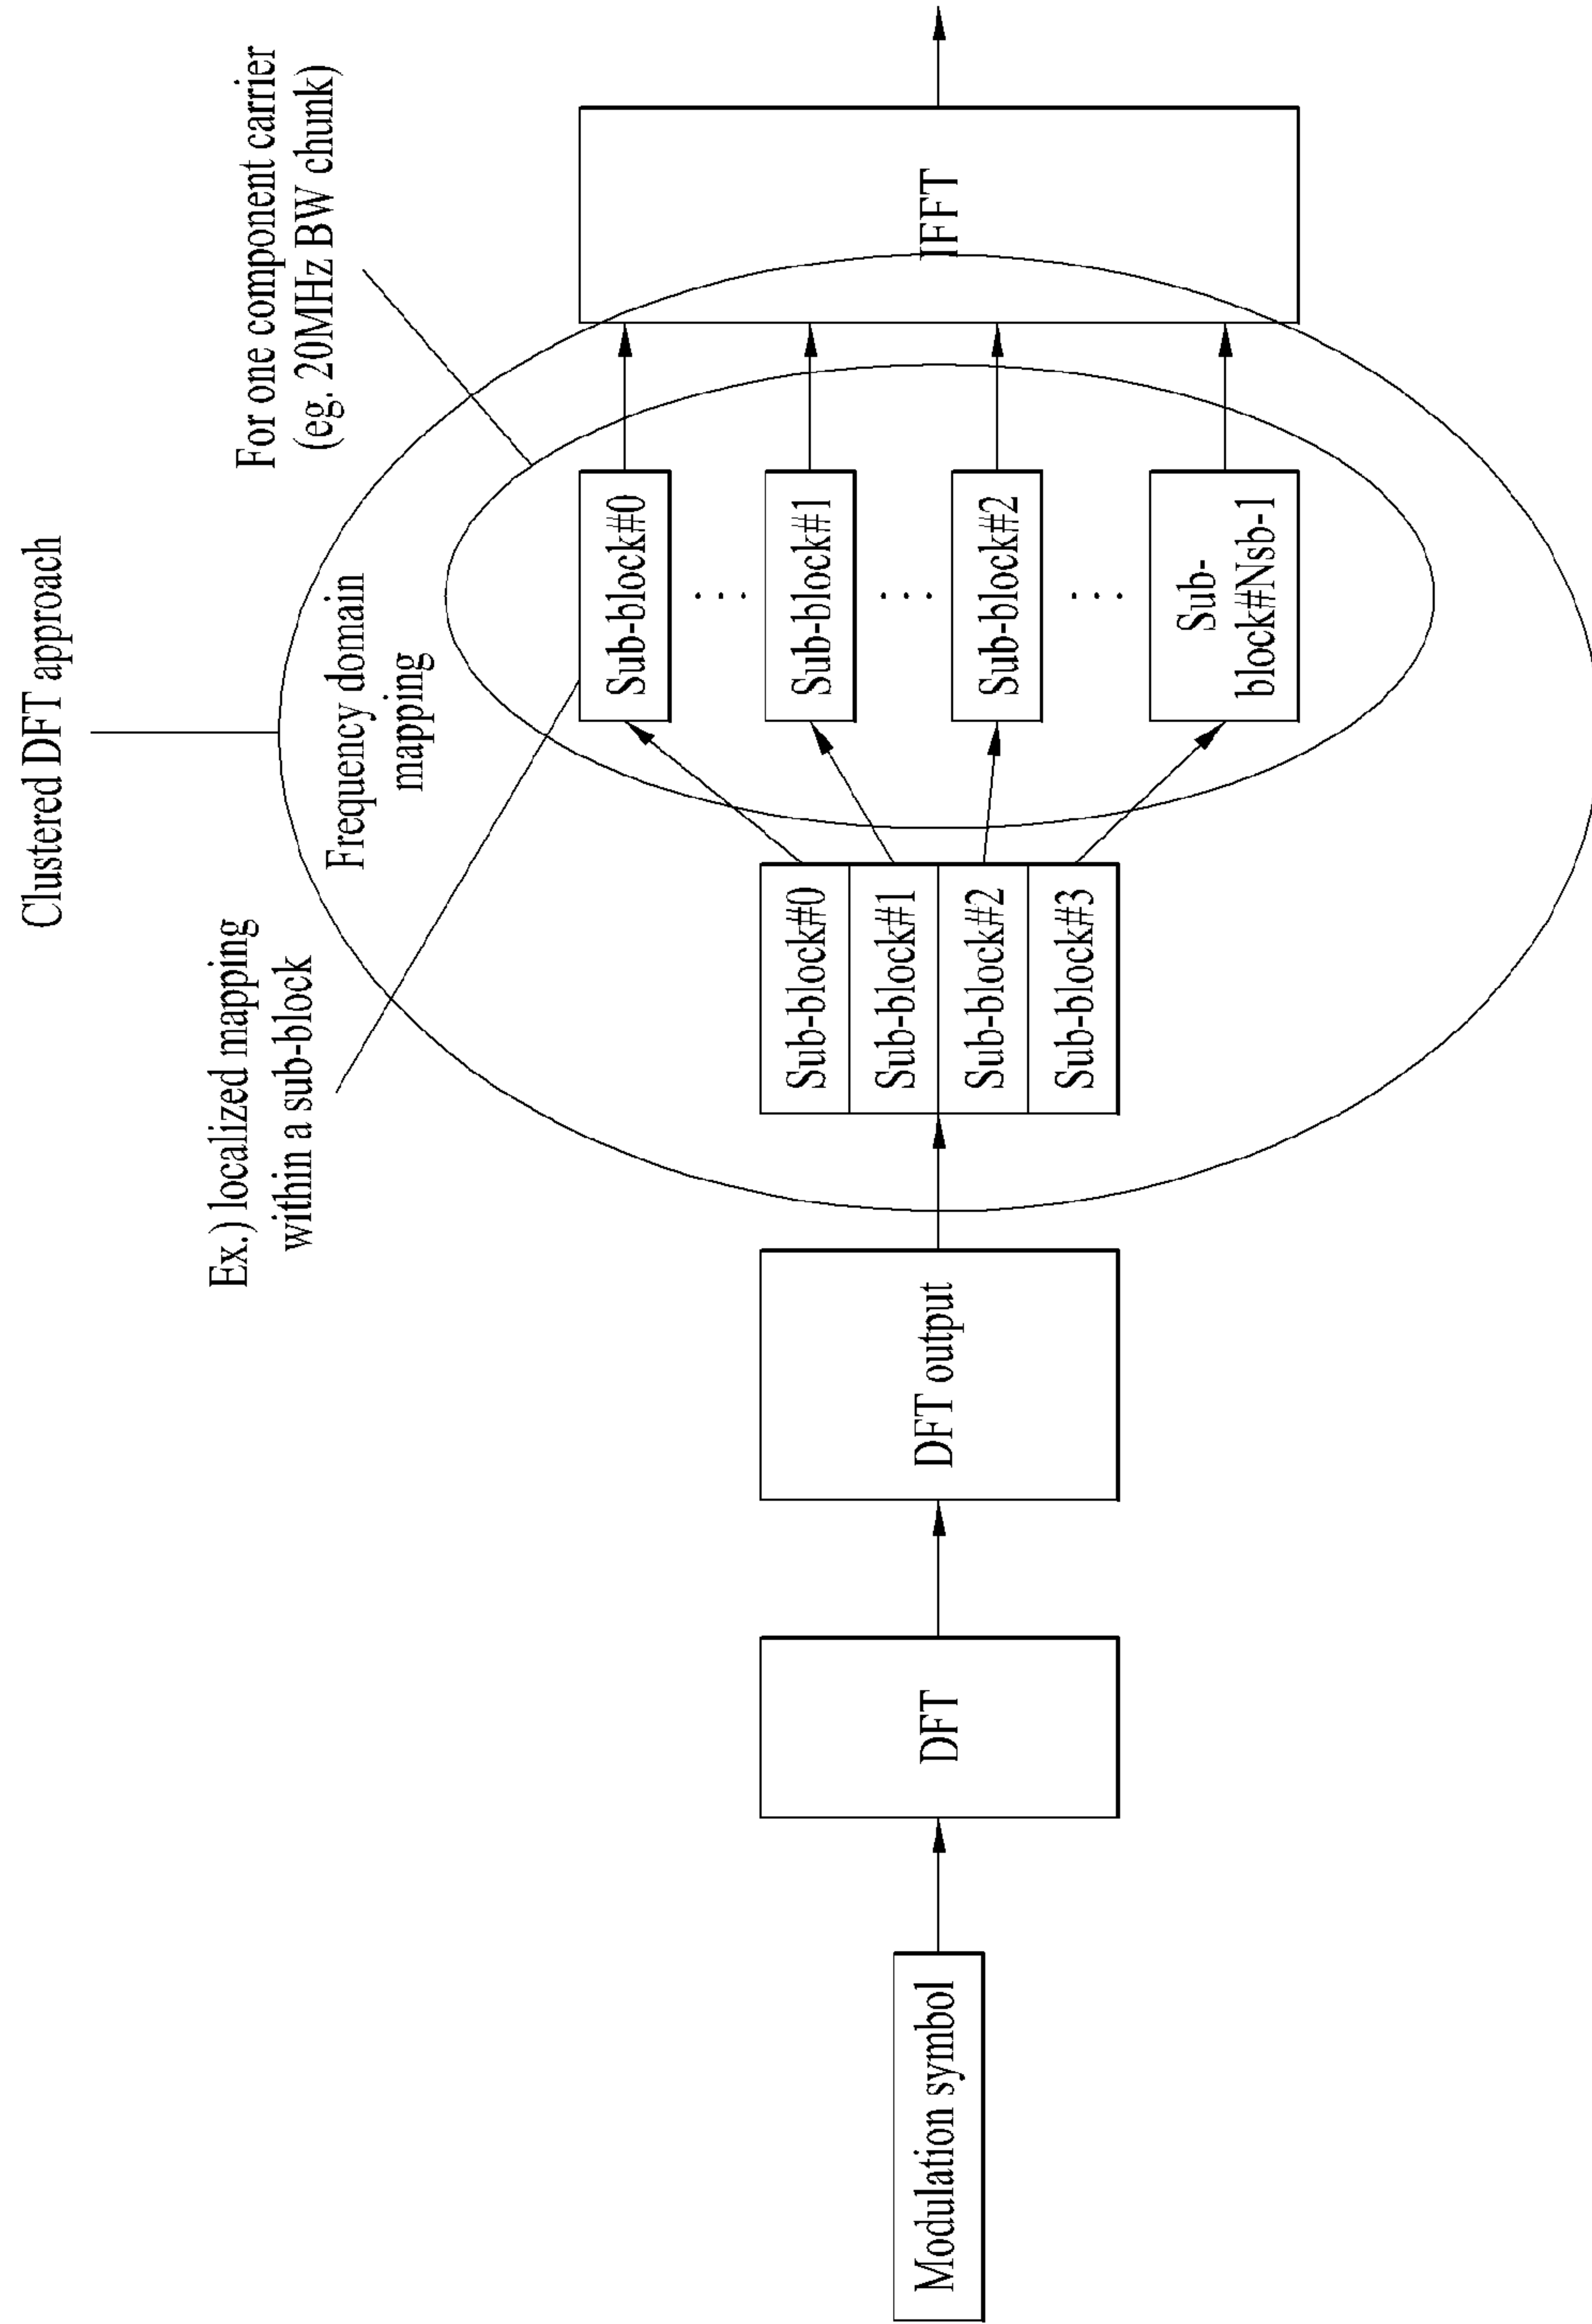 Clustered DFT approach
For one component carrier
(eg. 20MHz BW chunk)
Ex.) localized mapping
within a sub-block
Frequency domain
mapping
Modulation symbol
DFT
DFT output
Sub-block#0
Sub-block#1
Sub-block#2
Sub-block#3
Sub-block#0
...
Sub-block#1
...
Sub-block#2
...
Sub-
block#Nsb-1
IFFT